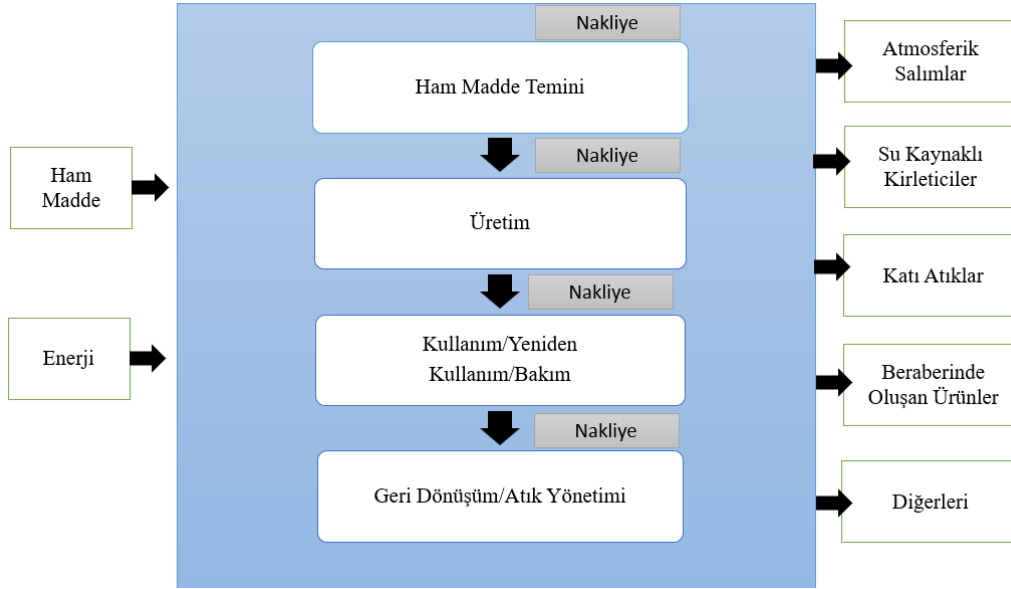 Nakliye
Ham Madde Temini
Nakliye
Üretim
Nakliye
Kullanım/Yeniden
Kullanım/Bakım
Nakliye
Geri Dönüşüm/Atık Yönetimi
Ham
Madde
Enerji
Atmosferik
Salımlar
Su Kaynaklı
Kirleticiler
Katı Atıklar
Beraberinde
Oluşan Ürünler
Diğerleri